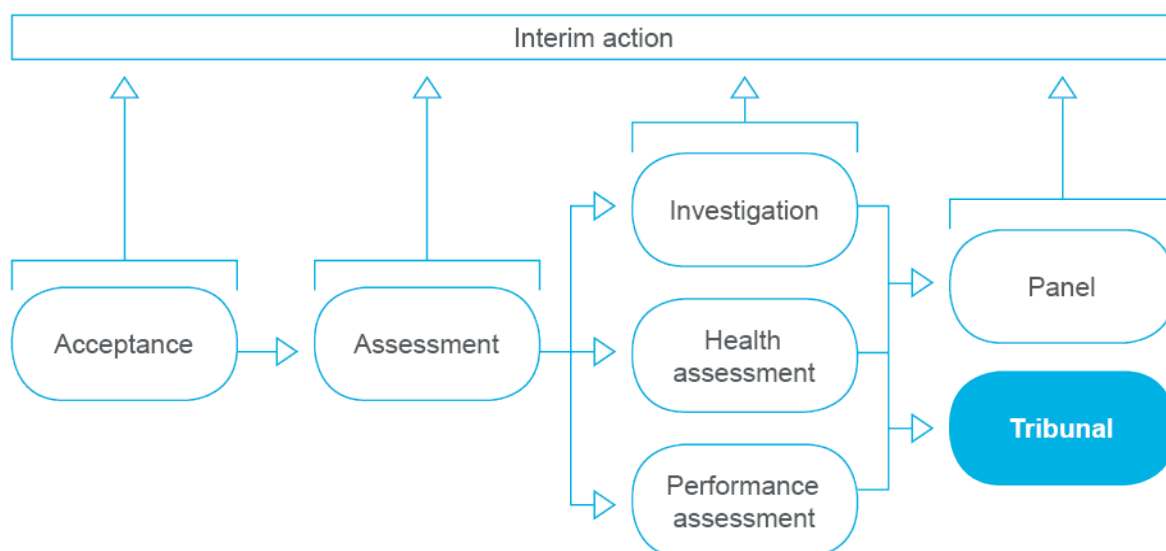 Interim action
Acceptance
Assessment
Investigation
Health
assessment
Performance
assessment
Panel
Tribunal